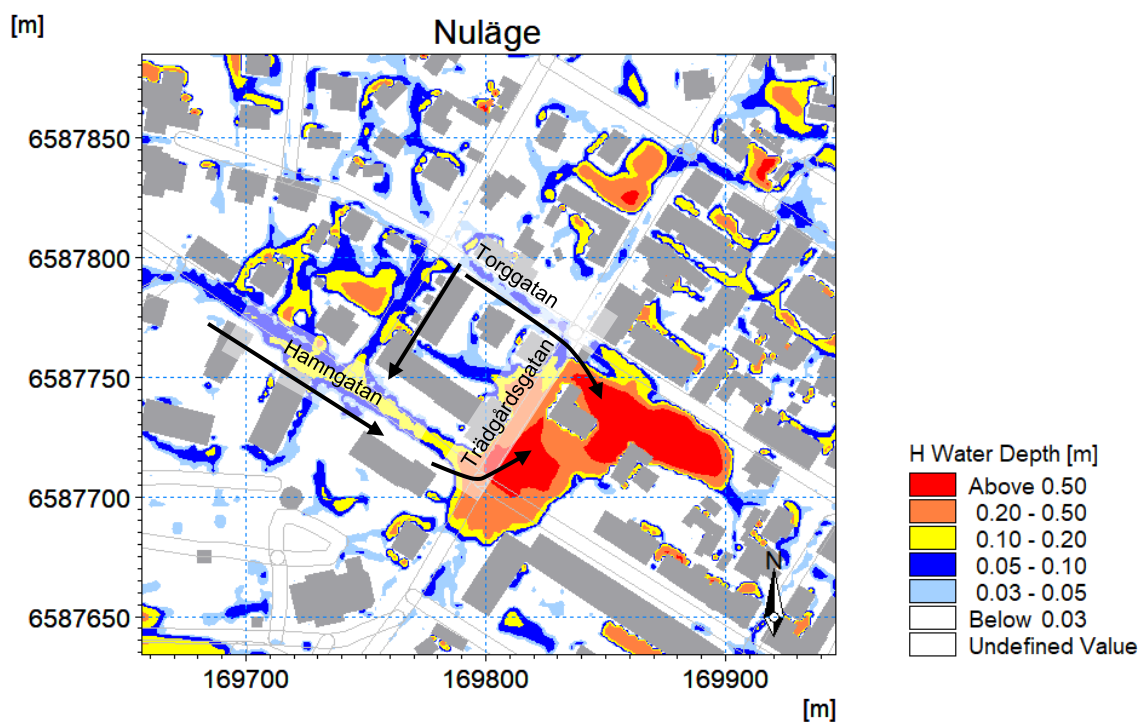 [m]
Nuläge
6587850
6587800
6587750
6587700
6587650
Torggatan
Hamngatan
Trädgårdsgatan
N
169700
169800
169900
[m]
H Water Depth [m]
Above 0.50
0.20 - 0.50
0.10 - 0.20
0.05 - 0.10
0.03 - 0.05
Below 0.03
Undefined Value